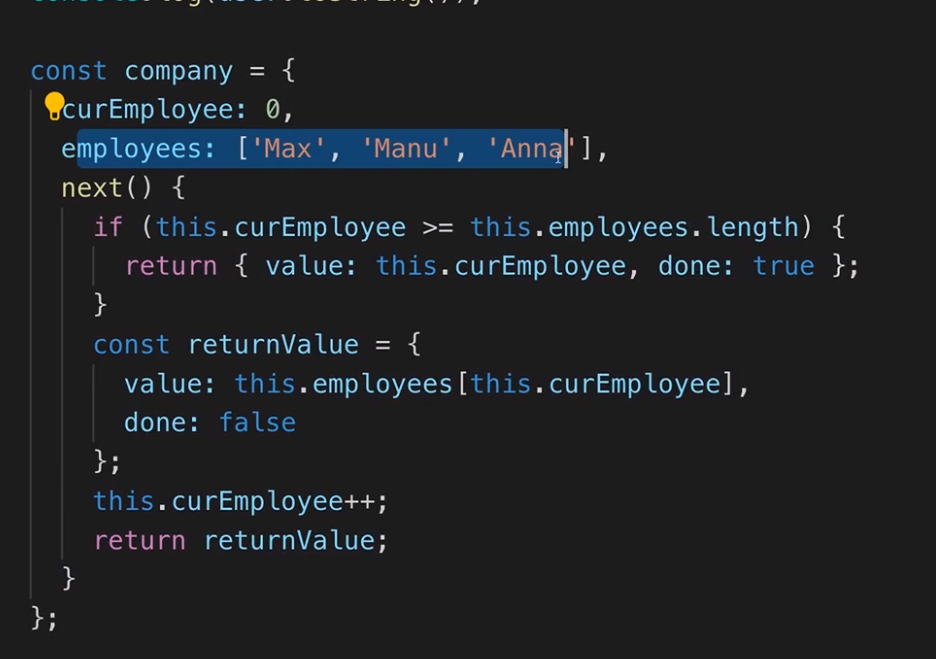 const company = {
curEmployee: 0,
employees: ['Max', 'Manu', 'Anna'],
next() {
if (this.curEmployee >= this.employees.length) {
return { value: this.curEmployee, done: true };
}
const returnValue = {
value: this.employees[this.curEmployee],
done: false
};
this.curEmployee++;
return returnValue;
}
};